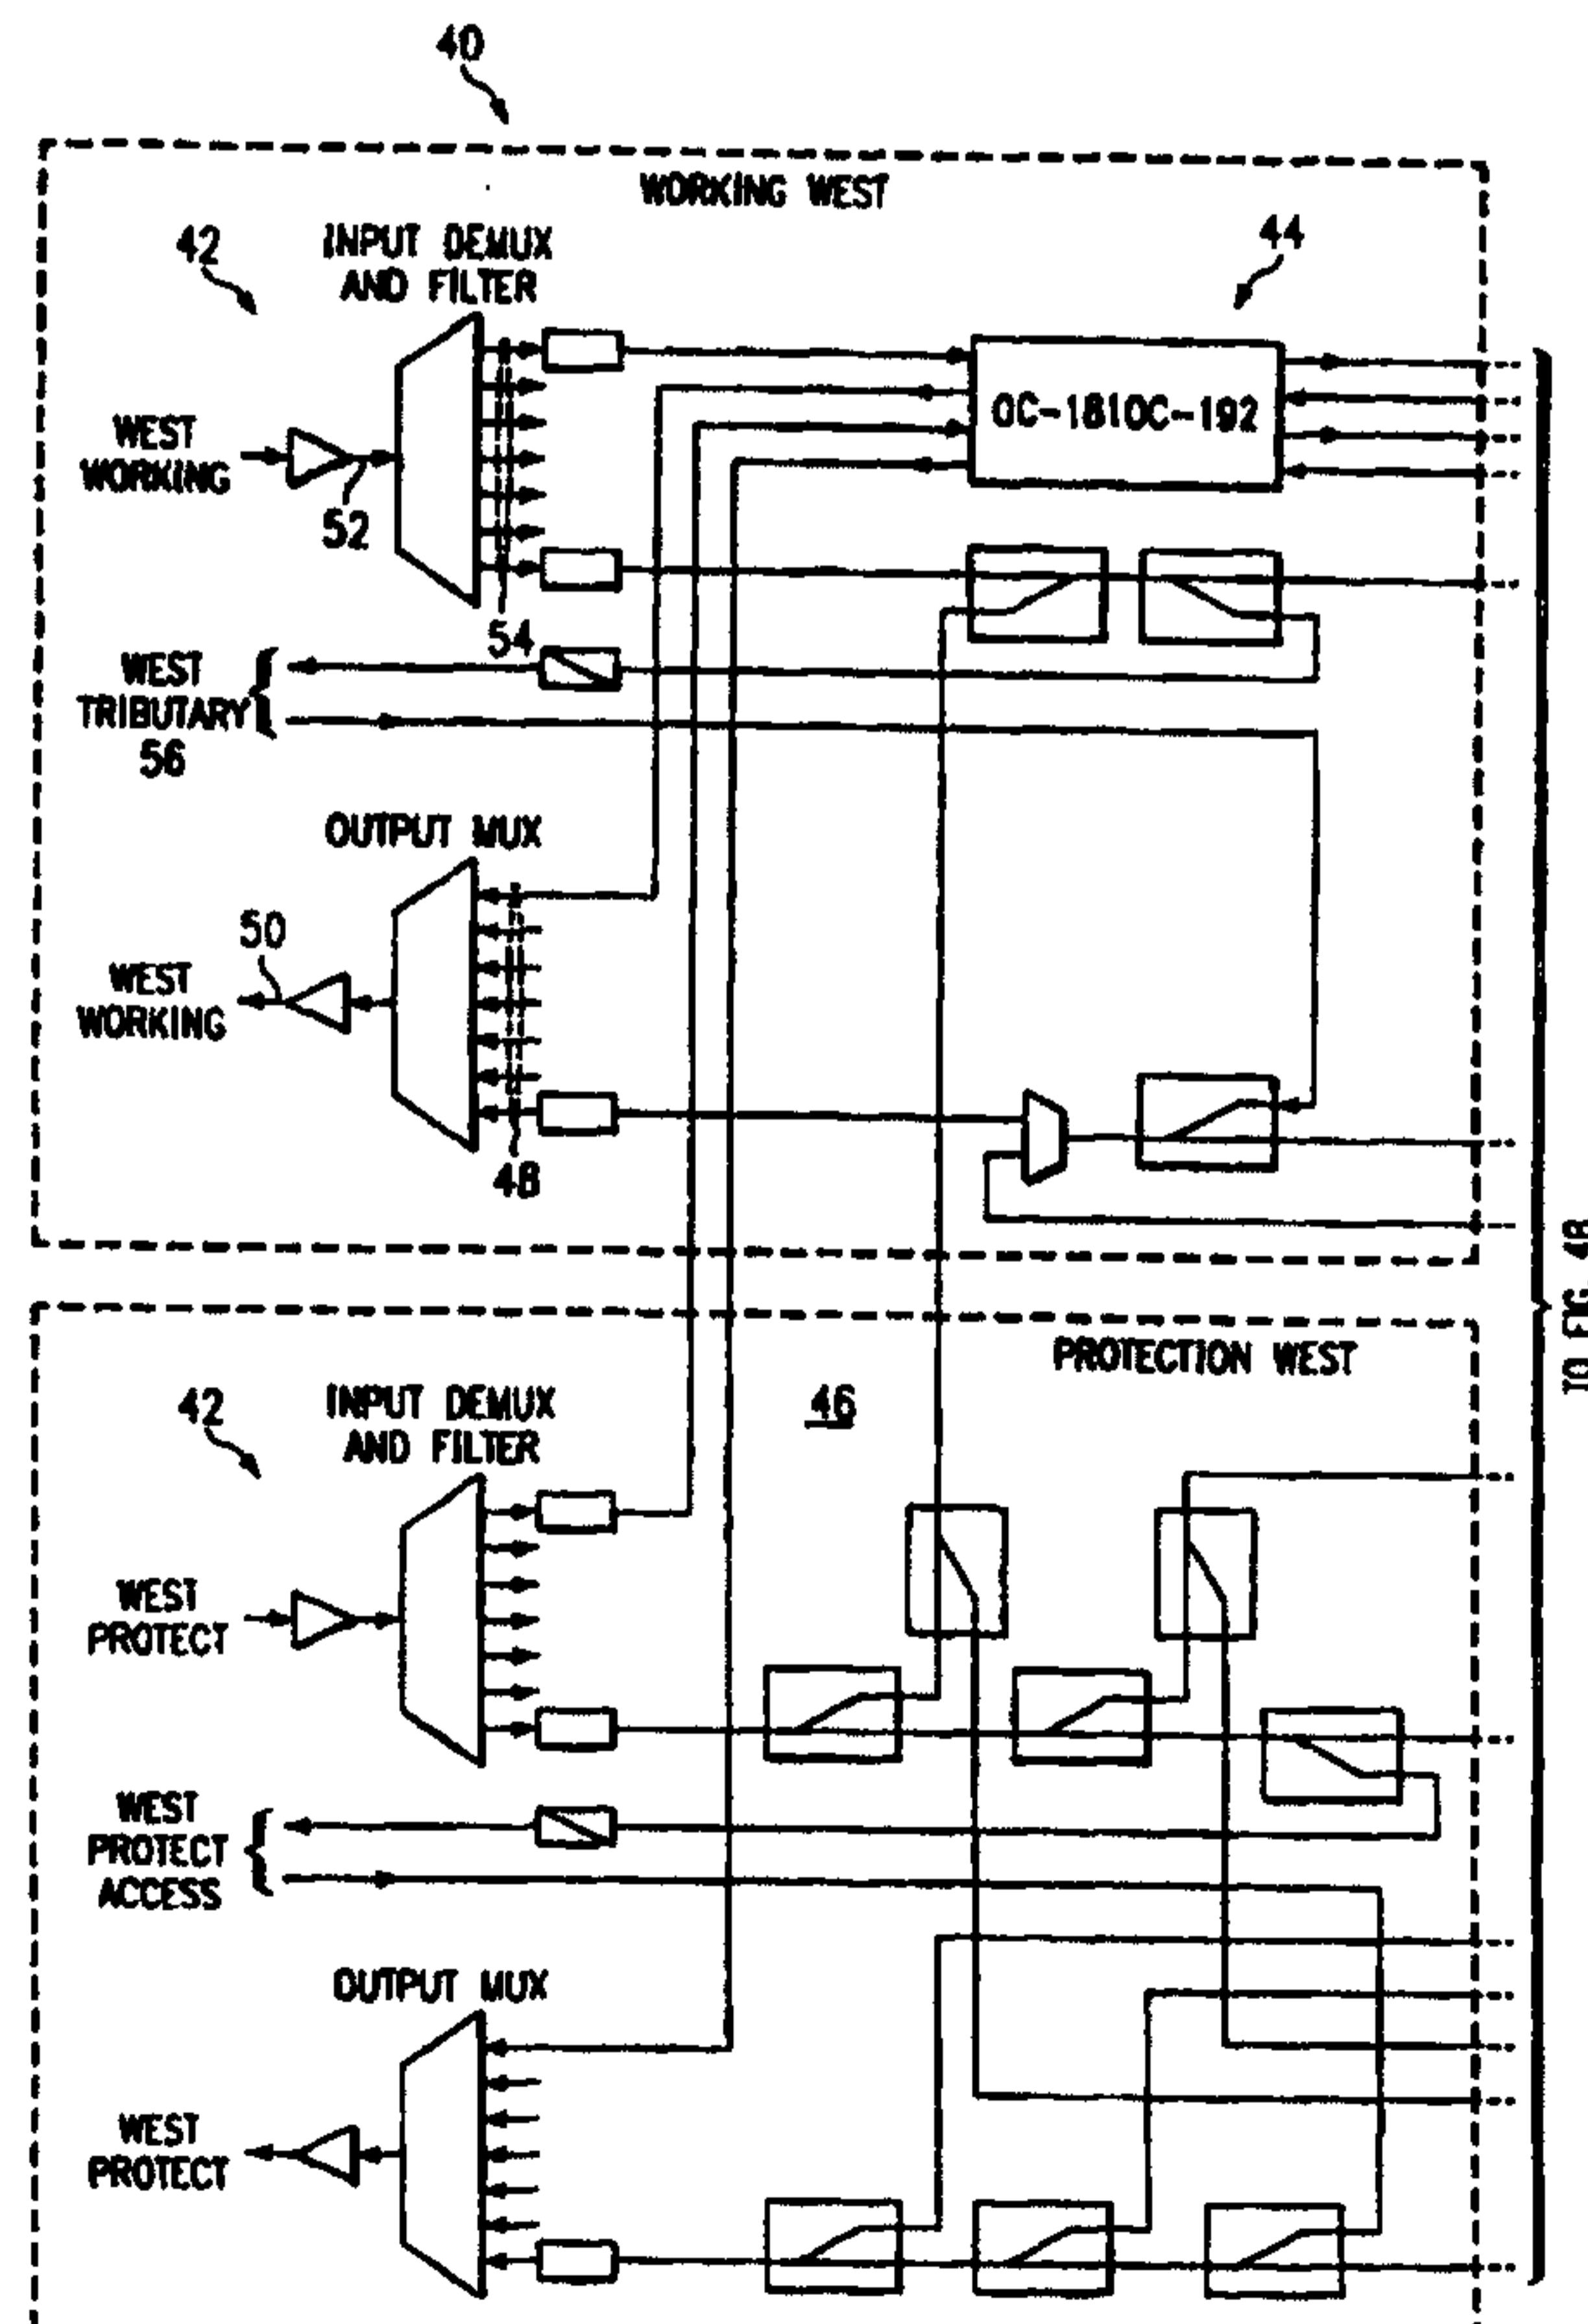 40
WORKING WEST
42
INPUT DEMUX
AND FILTER
44
OC-181OC-192
WEST
WORKING
52
54
WEST
TRIBUTARY
56
OUTPUT MUX
50
WEST
WORKING
48
TO FIG. 4B
PROTECTION WEST
42
INPUT DEMUX
AND FILTER
46
WEST
PROTECT
WEST
PROTECT
ACCESS
OUTPUT MUX
WEST
PROTECT